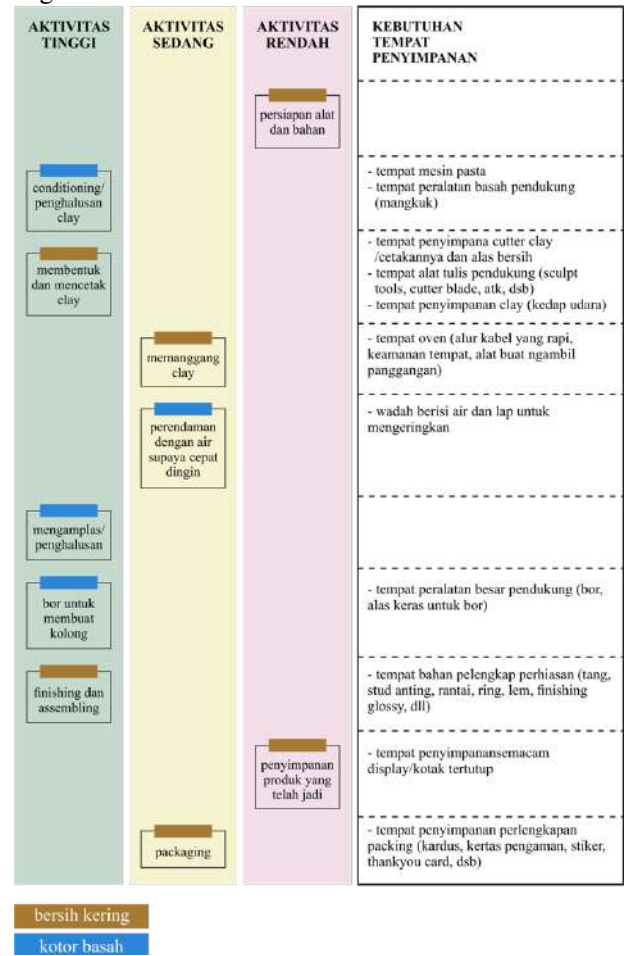 AKTIVITAS
TINGGI
AKTIVITAS
SEDANG
AKTIVITAS
RENDAH
KEBUTUHAN
TEMPAT
PENYIMPANAN
persiapan alat
dan bahan
conditioning/
penghalusan
clay
- tempat mesin pasta
- tempat peralatan basah pendukung
(mangkuk)
membentuk
dan mencetak
clay
- tempat penyimpana cutter clay
/cetakannya dan alas bersih
- tempat alat tulis pendukung (sculpt
tools, cutter blade, atk, dsb)
- tempat penyimpanan clay (kedap udara)
memanggang
clay
- tempat oven (alur kabel yang rapi,
keamanan tempat, alat buat ngambil
panggangan)
perendaman
dengan air
supaya cepat
dingin
- wadah berisi air dan lap untuk
mengeringkan
mengamplas/
penghalusan
bor untuk
membuat
kolong
- tempat peralatan besar pendukung (bor,
alas keras untuk bor)
finishing dan
assembling
- tempat bahan pelengkap perhiasan (tang,
stud anting, rantai, ring, lem, finishing
glossy, dll)
penyimpanan
produk yang
telah jadi
- tempat penyimpanansemacam
display/kotak tertutup
packaging
- tempat penyimpanan perlengkapan
packing (kardus, kertas pengaman, stiker,
thankyou card, dsb)
bersih kering
kotor basah